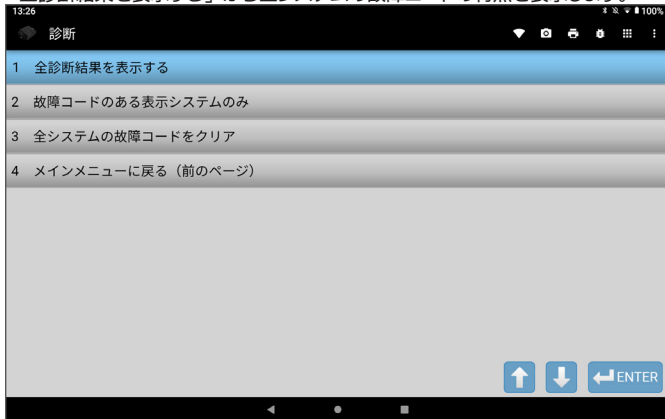 13:26
100%
診断
1 全診断結果を表示する
2 故障コードのある表示システムのみ
3 全システムの故障コードをクリア
4 メインメニューに戻る（前のページ）
ENTER